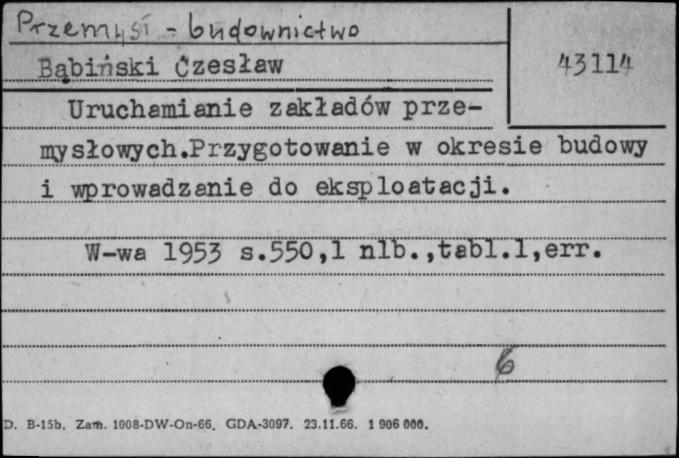 Przemysł - budownictwo
Bąbiński Czesław
43114
Uruchamianie zakładów prze-
mysłowych.Przygotowanie w okresie budowy
i wprowadzanie do eksploatacji.
W-wa 1953 s.550,1 nlb.,tabl.1,err.
6
D. B-15b. Zam. 1008-DW-On-66. GDA-3097. 23.11.66. 1 906 000.